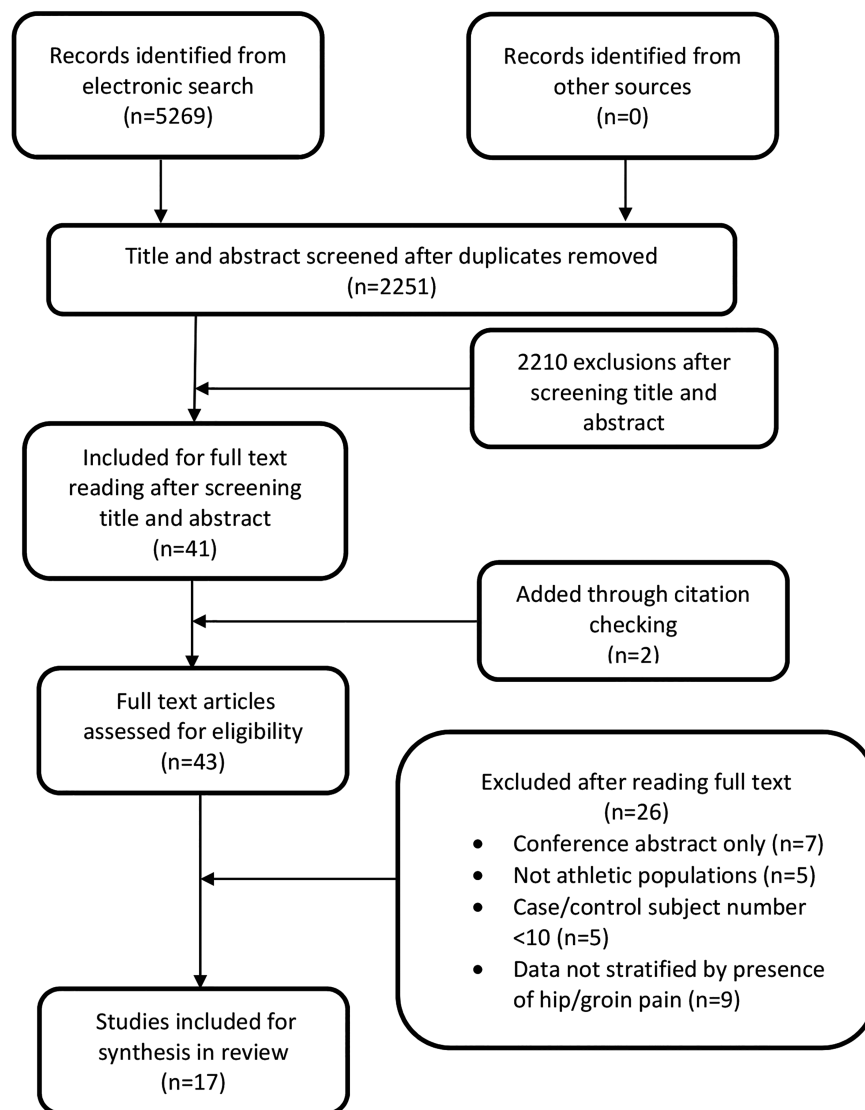 Records identified from
electronic search
(n=5269)
Records identified from
other sources
(n=0)
Title and abstract screened after duplicates removed
(n=2251)
2210 exclusions after
screening title and
abstract
Included for full text
reading after screening
title and abstract
(n=41)
Added through citation
checking
(n=2)
Full text articles
assessed for eligibility
(n=43)
Excluded after reading full text
(n=26)
• Conference abstract only (n=7)
• Not athletic populations (n=5)
• Case/control subject number
<10 (n=5)
• Data not stratified by presence
of hip/groin pain (n=9)
Studies included for
synthesis in review
(n=17)